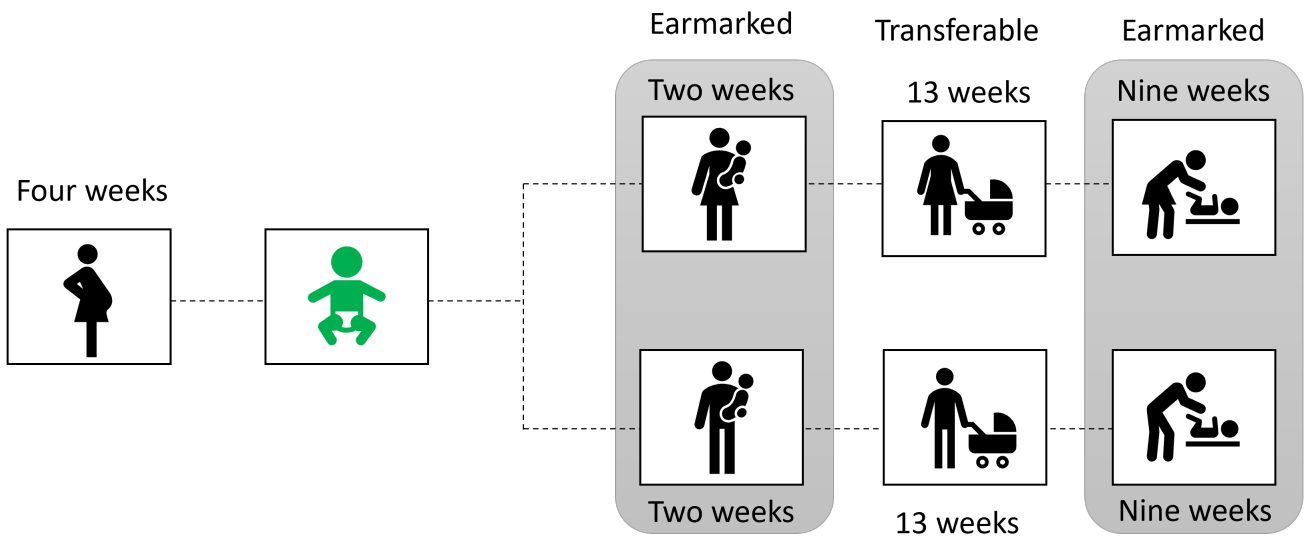 Earmarked
Transferable
Earmarked
Two weeks
13 weeks
Nine weeks
Four weeks
Two weeks
13 weeks
Nine weeks